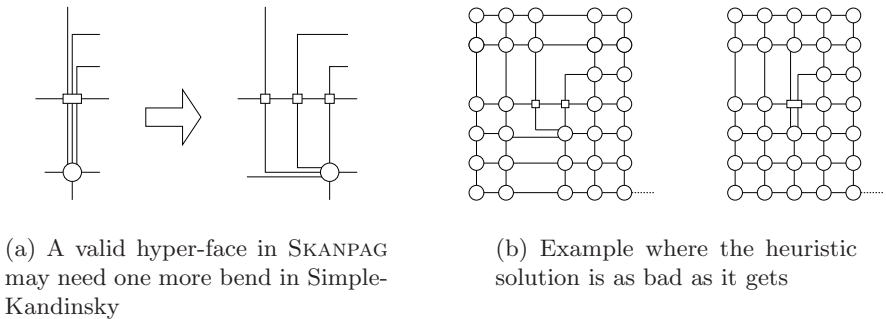 (a) A valid hyper-face in SKANPAG
may need one more bend in Simple-
Kandinsky
(b) Example where the heuristic
solution is as bad as it gets